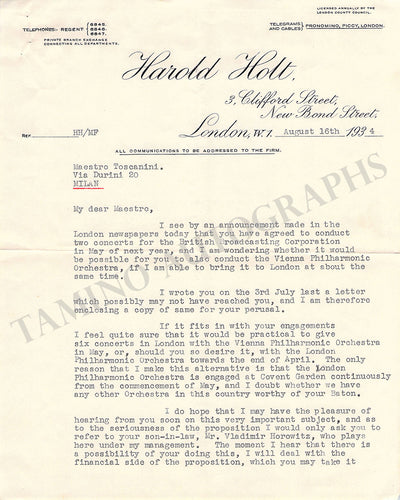 LICENSED ANNUALLY BY THE
LONDON COUNTY COUNCIL.
TELEPHONES: REGENT 6845. 6846. 6847.
PRIVATE BRANCH EXCHANGE
CONNECTING ALL DEPARTMENTS.
TELEGRAMS AND CABLES PRONOMINO, PICCY, LONDON.
Harold Holt.
3, Clifford Street,
New Bond Street,
REF HH/MF London, W.1. August 16th 1934
ALL COMMUNICATIONS TO BE ADDRESSED TO THE FIRM.
Maestro Toscanini.
Via Durini 20
MILAN
My dear Maestro,
I see by an announcement made in the
London newspapers today that you have agreed to conduct
two concerts for the British Broadcasting Corporation
in May of next year, and I am wondering whether it would
be possible for you to also conduct the Vienna Philharmonic
Orchestra, if I am able to bring it to London at about the
same time.
I wrote you on the 3rd July last a letter
which possibly may not have reached you, and I am therefore
enclosing a copy of same for your perusal.
If it fits in with your engagements
I feel quite sure that it would be practical to give
six concerts in London with the Vienna Philharmonic Orchestra
in May, or, should you so desire it, with the London
Philharmonic Orchestra towards the end of April. The only
reason that I make this alternative is that the London
Philharmonic Orchestra is engaged at Covent Garden continuously
from the commencement of May, and I doubt whether we have
any other Orchestra in this country worthy of your Baton.
I do hope that I may have the pleasure of
hearing from you soon on this very important subject, and as
to the seriousness of the proposition I would only ask you to
refer to your son-in-law, Mr. Vladimir Horowitz, who plays
here under my management. The moment I hear that there is a
possibility of your doing this, I will deal with the
financial side of the proposition, which you may take it
TAMINO AUTOGRAPHS